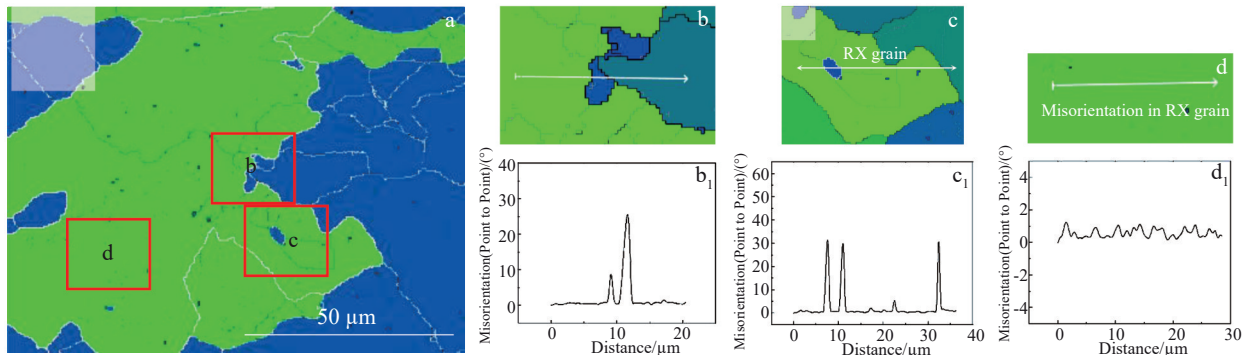 a
b
c
d
50 μm
b
c
RX grain
d
Misorientation in RX grain
b1
Misorientation(Point to Point)/(°)
40
30
20
10
0
0 10 20
Distance/μm
c1
Misorientation(Point to Point)/(°)
60
50
40
30
20
10
0
0 10 20 30 40
Distance/μm
d1
Misorientation(Point to Point)/(°)
4
2
0
-2
-4
0 10 20 30
Distance/μm